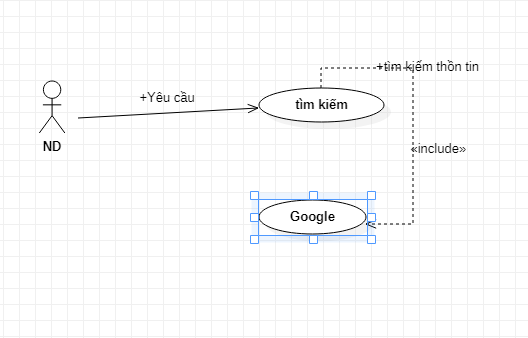 +tìm kiếm thồn tin
+Yêu cầu
tìm kiếm
ND
«include»
Google